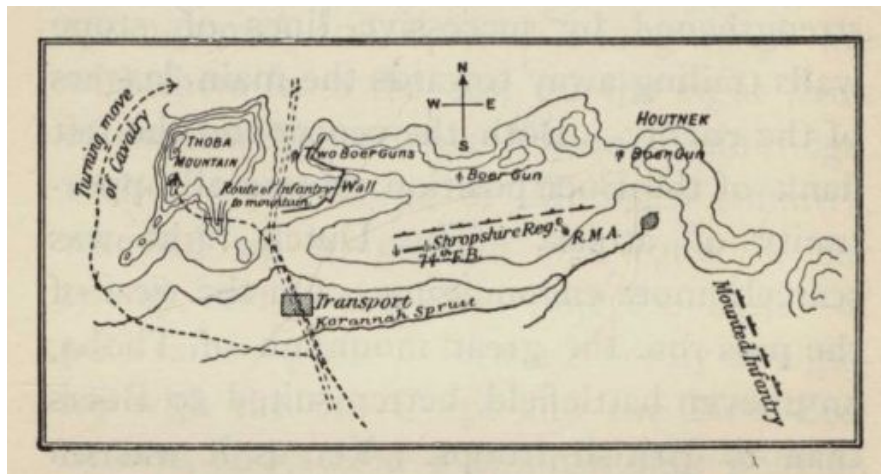 N
W E
S
HOUTNEK
Turning move
of Cavalry
THOBA
MOUNTAIN
Two Boer Guns
Boer Gun
Boer Gun
Route of Infantry
to mountain
Wall
Shropshire Reg.
74th F.B.
R.M.A.
Transport
Korannah Spruit
Mounted Infantry